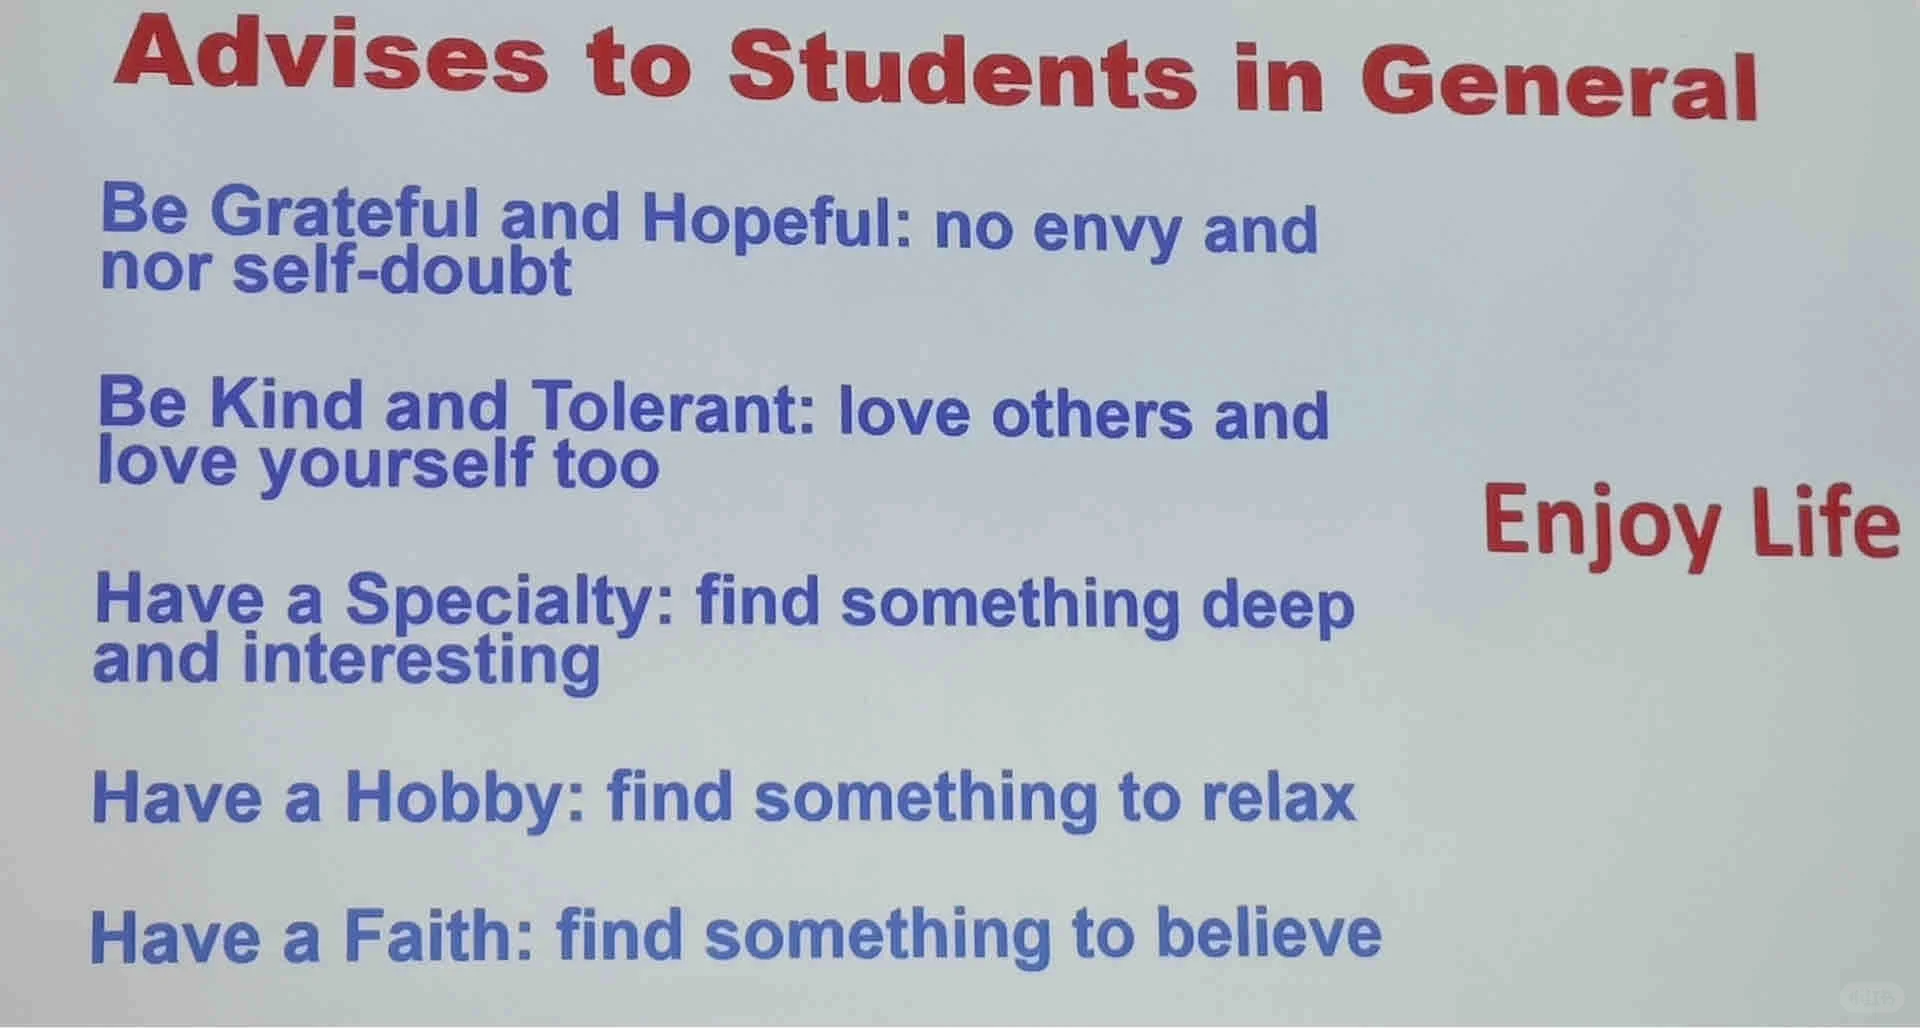 Advises to Students in General
Be Grateful and Hopeful: no envy and
nor self-doubt
Be Kind and Tolerant: love others and
love yourself too
Enjoy Life
Have a Specialty: find something deep
and interesting
Have a Hobby: find something to relax
Have a Faith: find something to believe